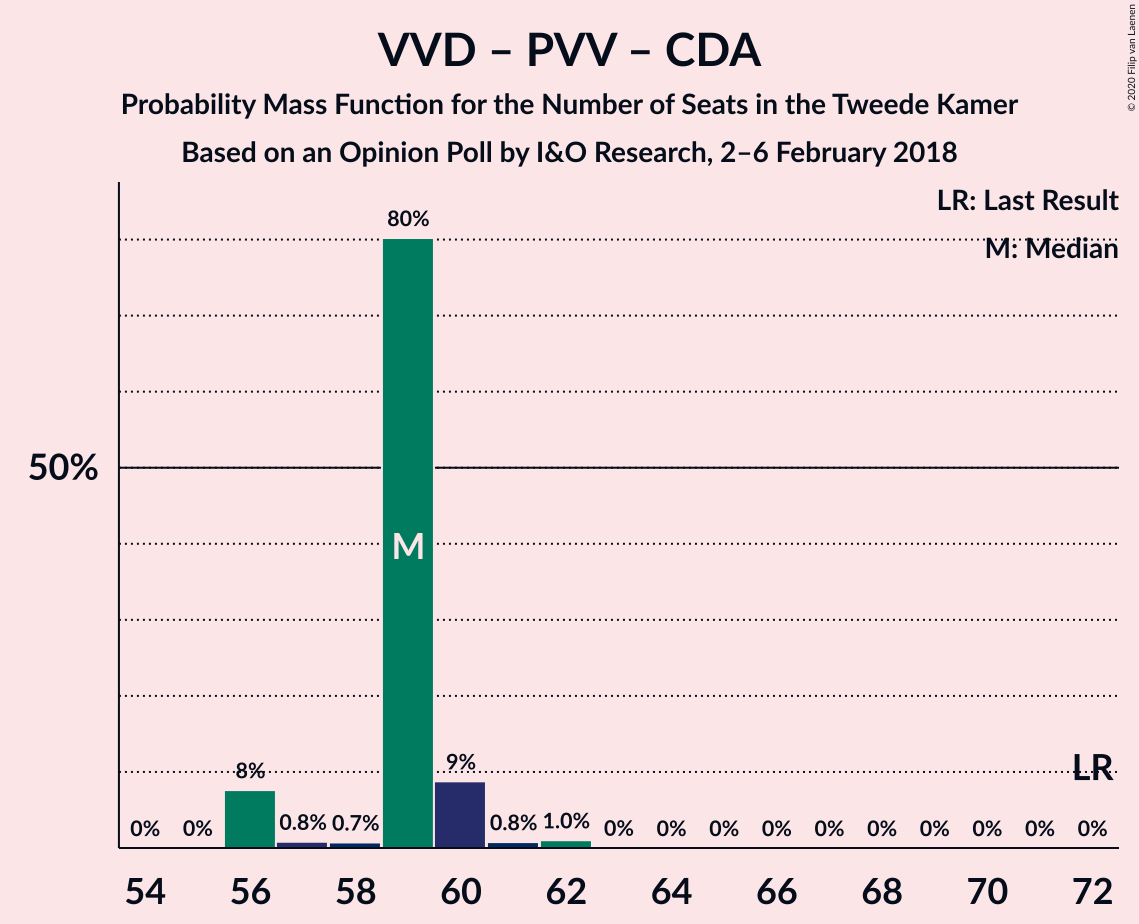 © 2020 Filip van Laenen
VVD – PVV – CDA
Probability Mass Function for the Number of Seats in the Tweede Kamer
Based on an Opinion Poll by I&O Research, 2–6 February 2018
LR: Last Result
M: Median
80%
50%
M
8%
9%
LR
0% 0% 0.8% 0.7% 0.8% 1.0% 0% 0% 0% 0% 0% 0% 0% 0% 0% 0%
54 56 58 60 62 64 66 68 70 72